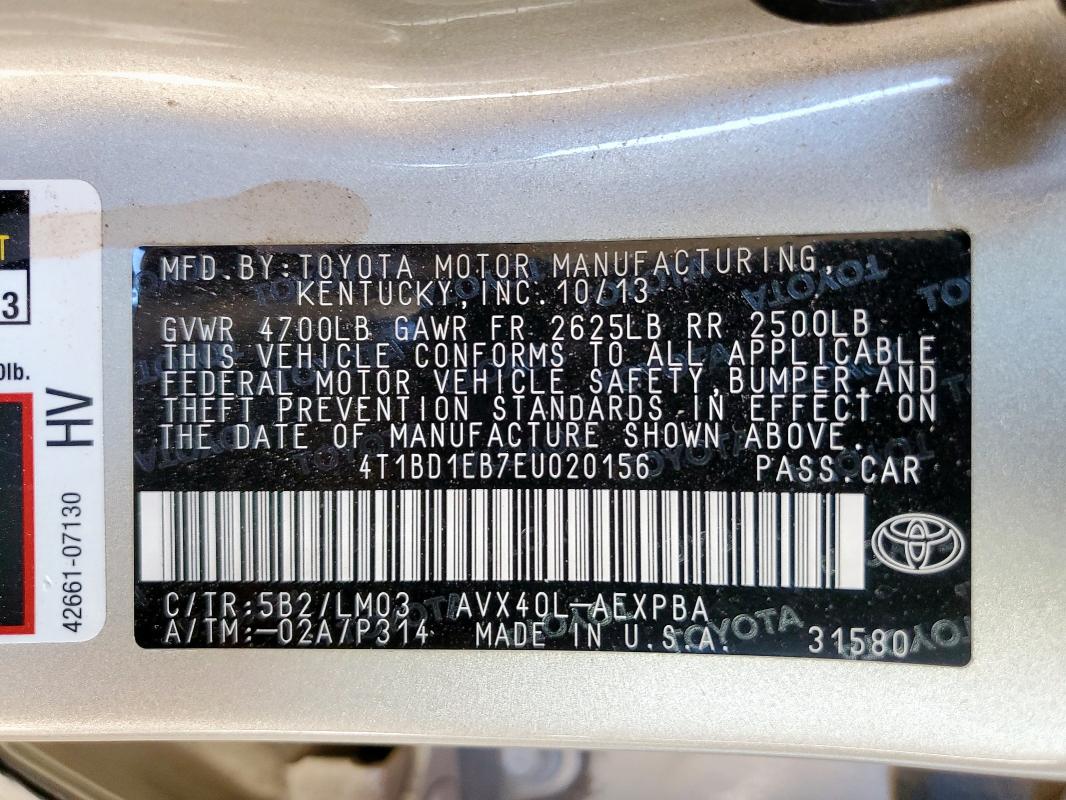 MFD.BY:TOYOTA MOTOR MANUFACTURING,
KENTUCKY,INC. 10/13
GVWR 4700LB GAWR FR 2625LB RR 2500LB
THIS VEHICLE CONFORMS TO ALL APPLICABLE
FEDERAL MOTOR VEHICLE SAFETY,BUMPER,AND
THEFT PREVENTION STANDARDS IN EFFECT ON
THE DATE OF MANUFACTURE SHOWN ABOVE.
4T1BD1EB7EU020156 PASS.CAR
C/TR:5B2/LM03 AVX40L-AEXPBA
A/TM:-02A/P314 MADE IN U.S.A. 31580
T
3
0lb.
HV
42661-07130